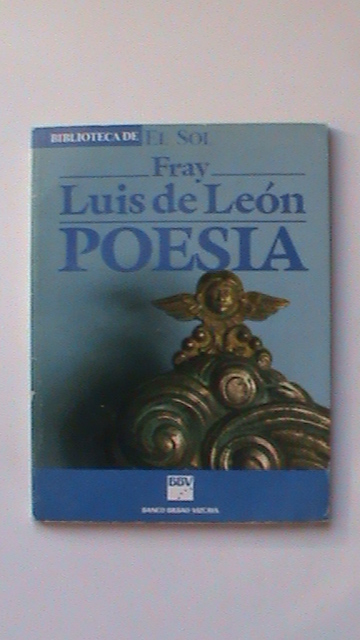 BIBLIOTECA DE EL SOL
Fray
Luis de León
POESIA
BBV
BANCO BILBAO VIZCAYA